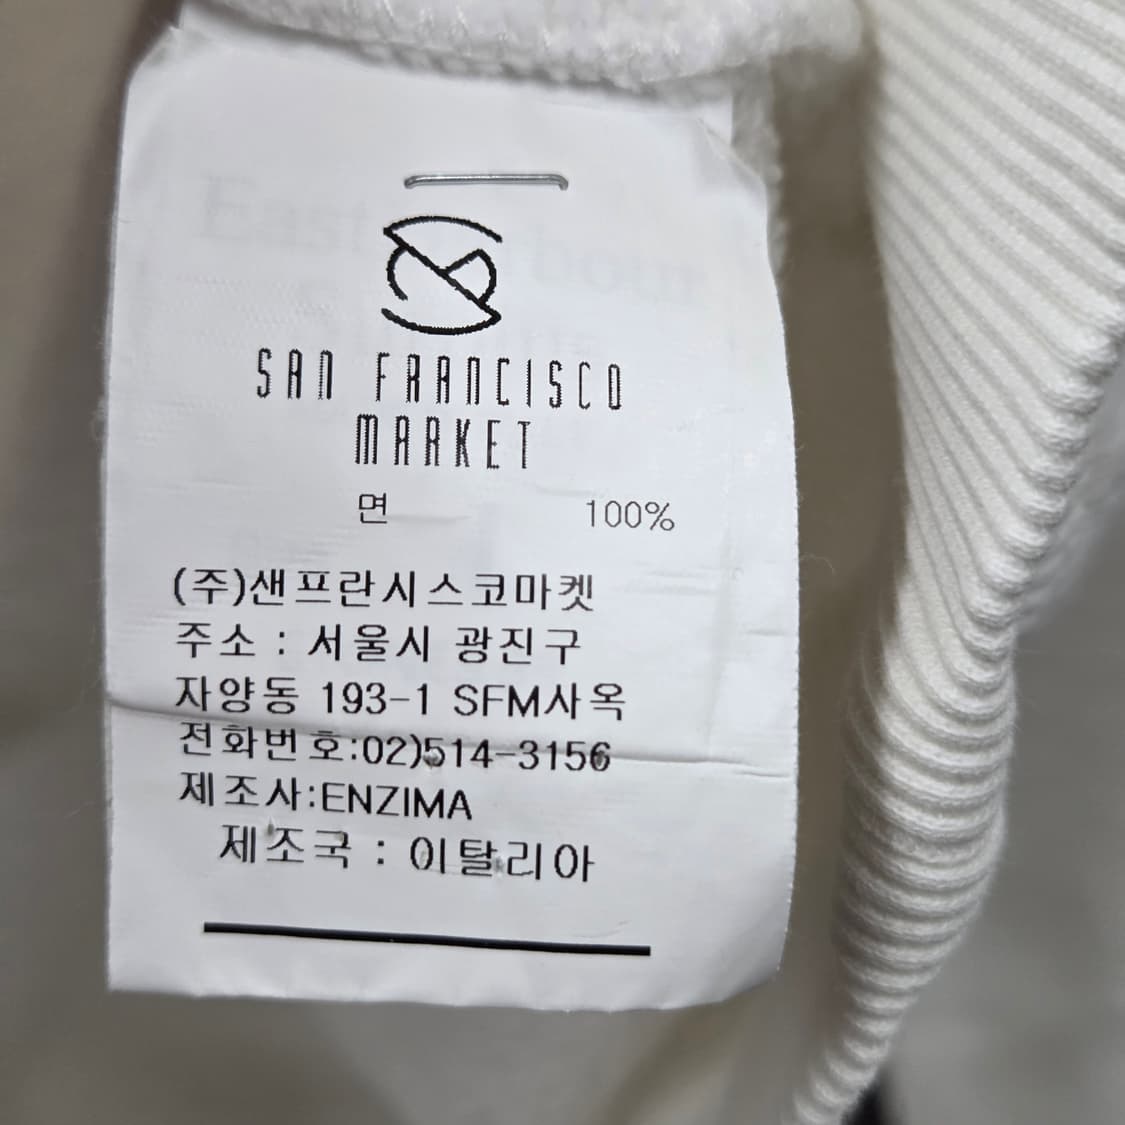 SAN FRANCISCO
MARKET
면 100%
(주)샌프란시스코마켓
주소 : 서울시 광진구
자양동 193-1 SFM사옥
전화번호:02)514-3156
제조사:ENZIMA
제조국 : 이탈리아